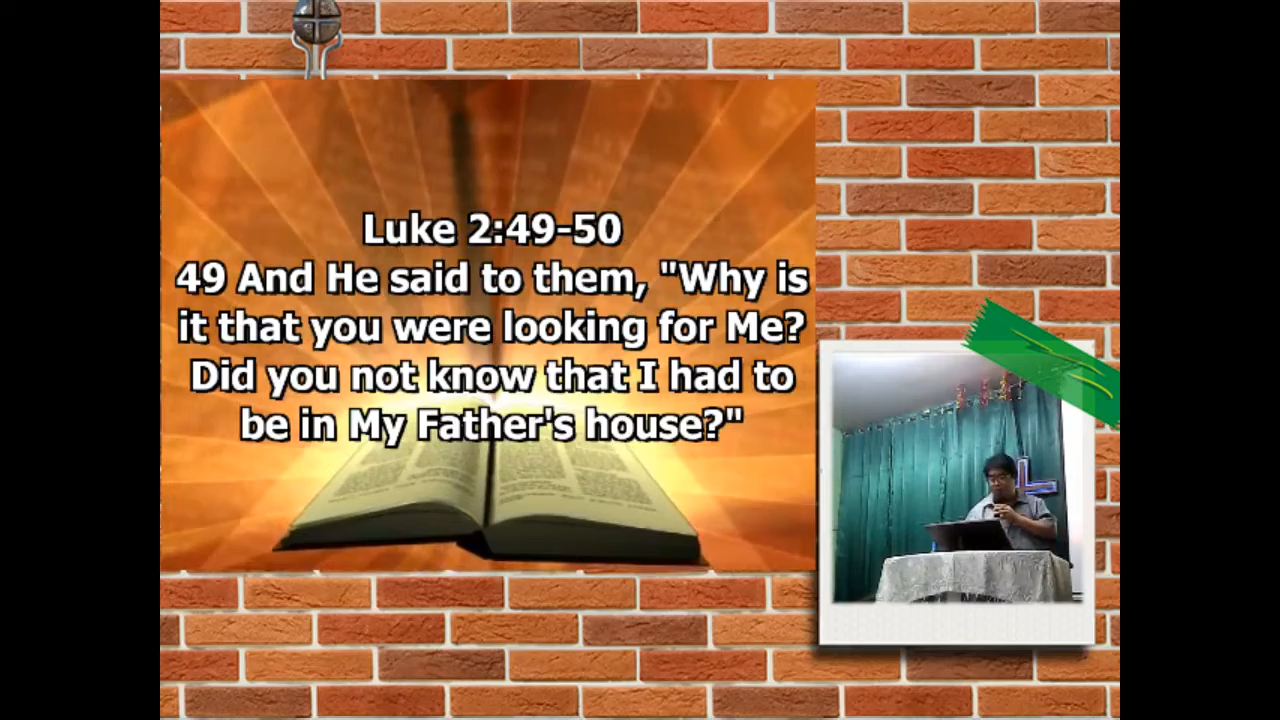 Luke 2:49-50
49 And He said to them, "Why is
it that you were looking for Me?
Did you not know that I had to
be in My Father's house?"